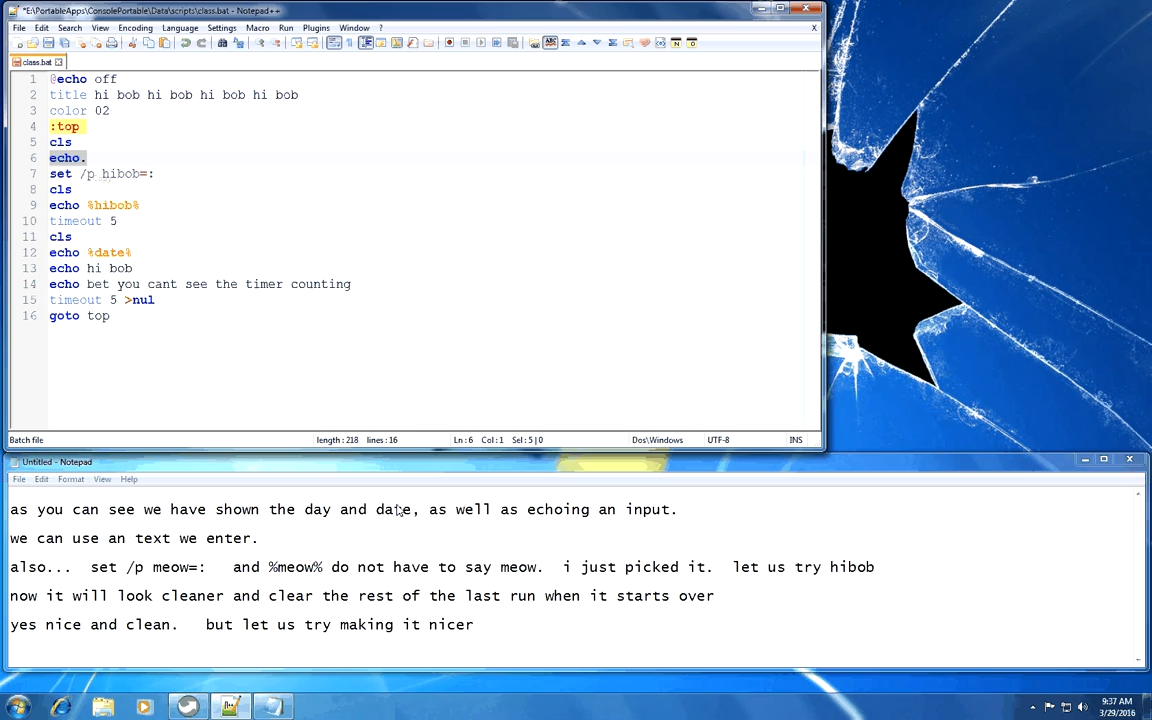 *E:\PortableApps\ConsolePortable\Data\scripts\class.bat - Notepad++
File Edit Search View Encoding Language Settings Macro Run Plugins Window ? X
class.bat
1 @echo off
2 title hi bob hi bob hi bob hi bob
3 color 02
4 :top
5 cls
6 echo.
7 set /p hibob=:
8 cls
9 echo %hibob%
10 timeout 5
11 cls
12 echo %date%
13 echo hi bob
14 echo bet you cant see the timer counting
15 timeout 5 >nul
16 goto top
Batch file length : 218 lines : 16 Ln : 6 Col : 1 Sel : 5 | 0 Dos\Windows UTF-8 INS
Untitled - Notepad
File Edit Format View Help
as you can see we have shown the day and date, as well as echoing an input.
we can use an text we enter.
also... set /p meow=: and %meow% do not have to say meow. i just picked it. let us try hibob
now it will look cleaner and clear the rest of the last run when it starts over
yes nice and clean. but let us try making it nicer
9:37 AM
3/29/2016